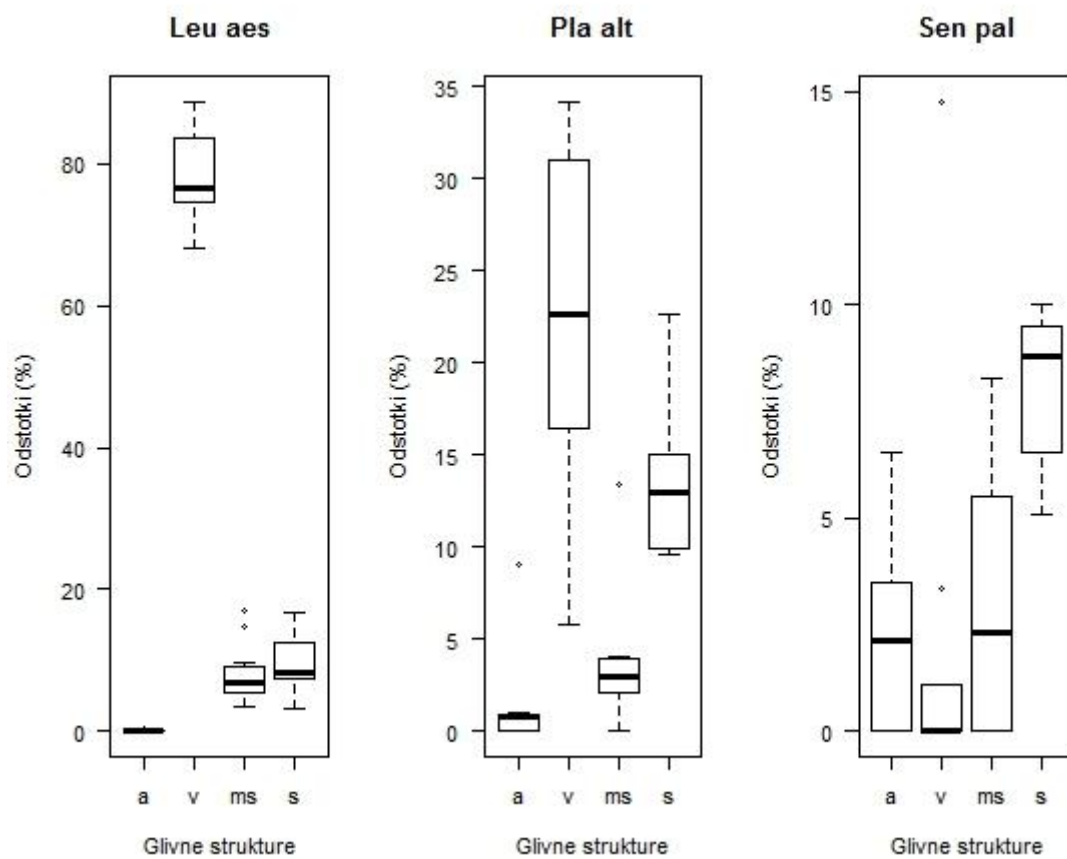 Leu aes
Odstotki (%)
80
60
40
20
0
a v ms s
Glivne strukture
Pla alt
Odstotki (%)
35
30
25
20
15
10
5
0
a v ms s
Glivne strukture
Sen pal
Odstotki (%)
15
10
5
0
a v ms s
Glivne strukture